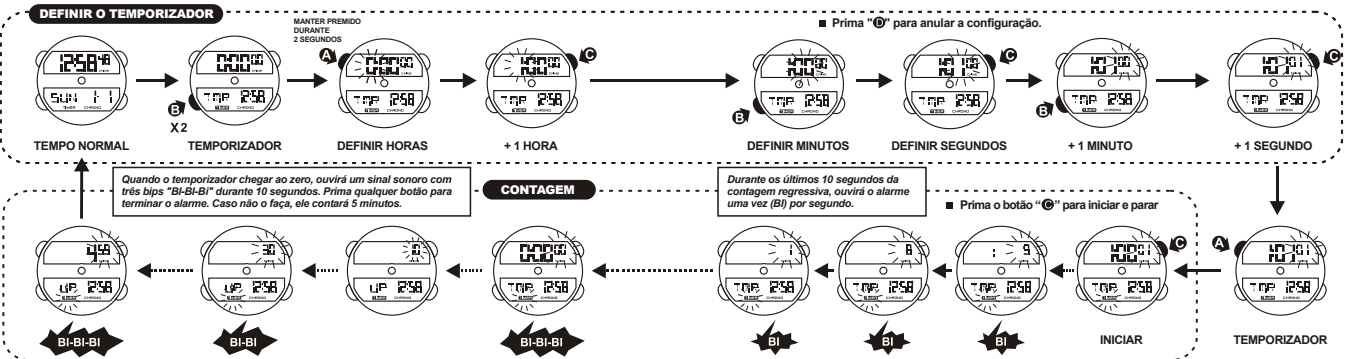 DEFINIR O TEMPORIZADOR
MANTER PREMIDO
DURANTE
2 SEGUNDOS
■ Prima "D" para anular a configuração.
A
C
C
C
B
X2
B
B
TEMPO NORMAL
TEMPORIZADOR
DEFINIR HORAS
+ 1 HORA
DEFINIR MINUTOS
DEFINIR SEGUNDOS
+ 1 MINUTO
+ 1 SEGUNDO
Quando o temporizador chegar ao zero, ouvirá um sinal sonoro com
três bips "BI-BI-Bi" durante 10 segundos. Prima qualquer botão para
terminar o alarme. Caso não o faça, ele contará 5 minutos.
CONTAGEM
Durante os últimos 10 segundos da
contagem regressiva, ouvirá o alarme
uma vez (BI) por segundo.
■ Prima o botão “C” para iniciar e parar
C
A
BI-BI-BI
BI-BI
BI-BI-BI
BI
BI
BI
INICIAR
TEMPORIZADOR